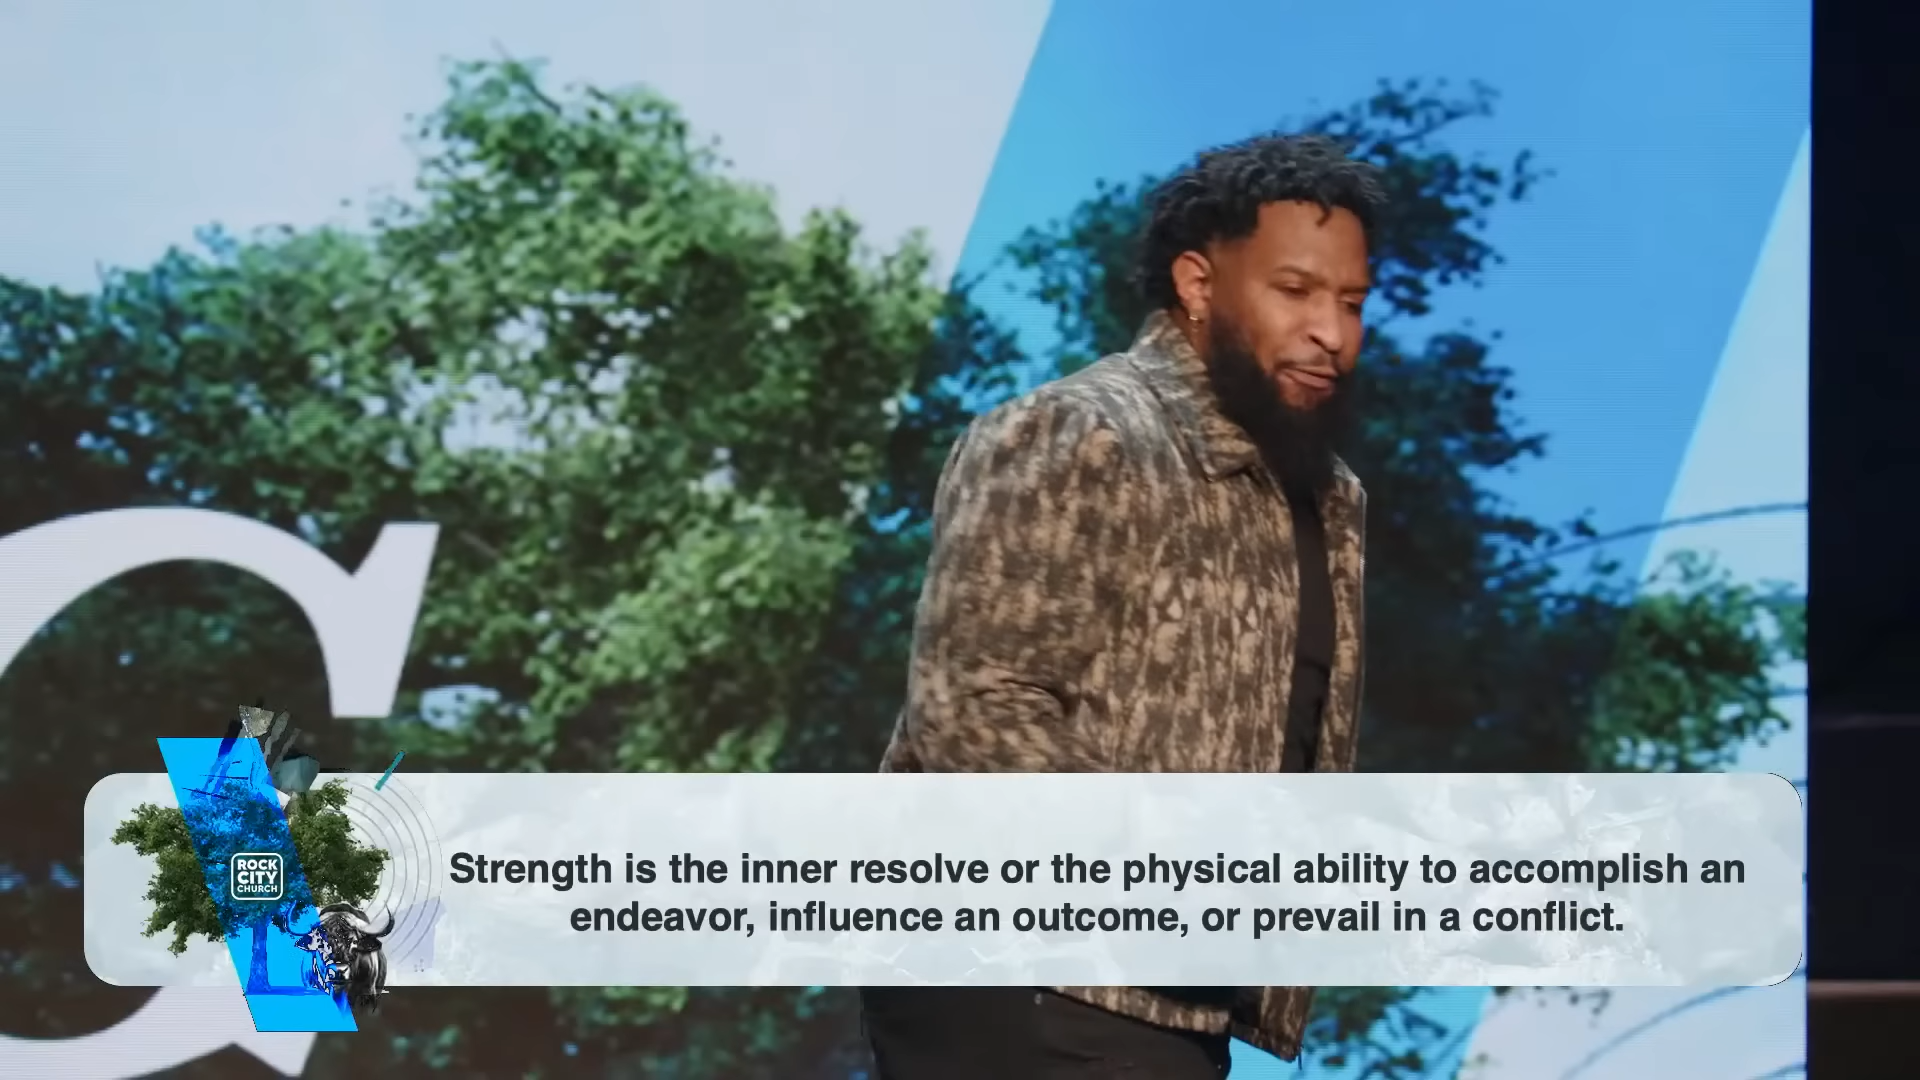 C
ROCK
CITY
CHURCH
Strength is the inner resolve or the physical ability to accomplish an
endeavor, influence an outcome, or prevail in a conflict.